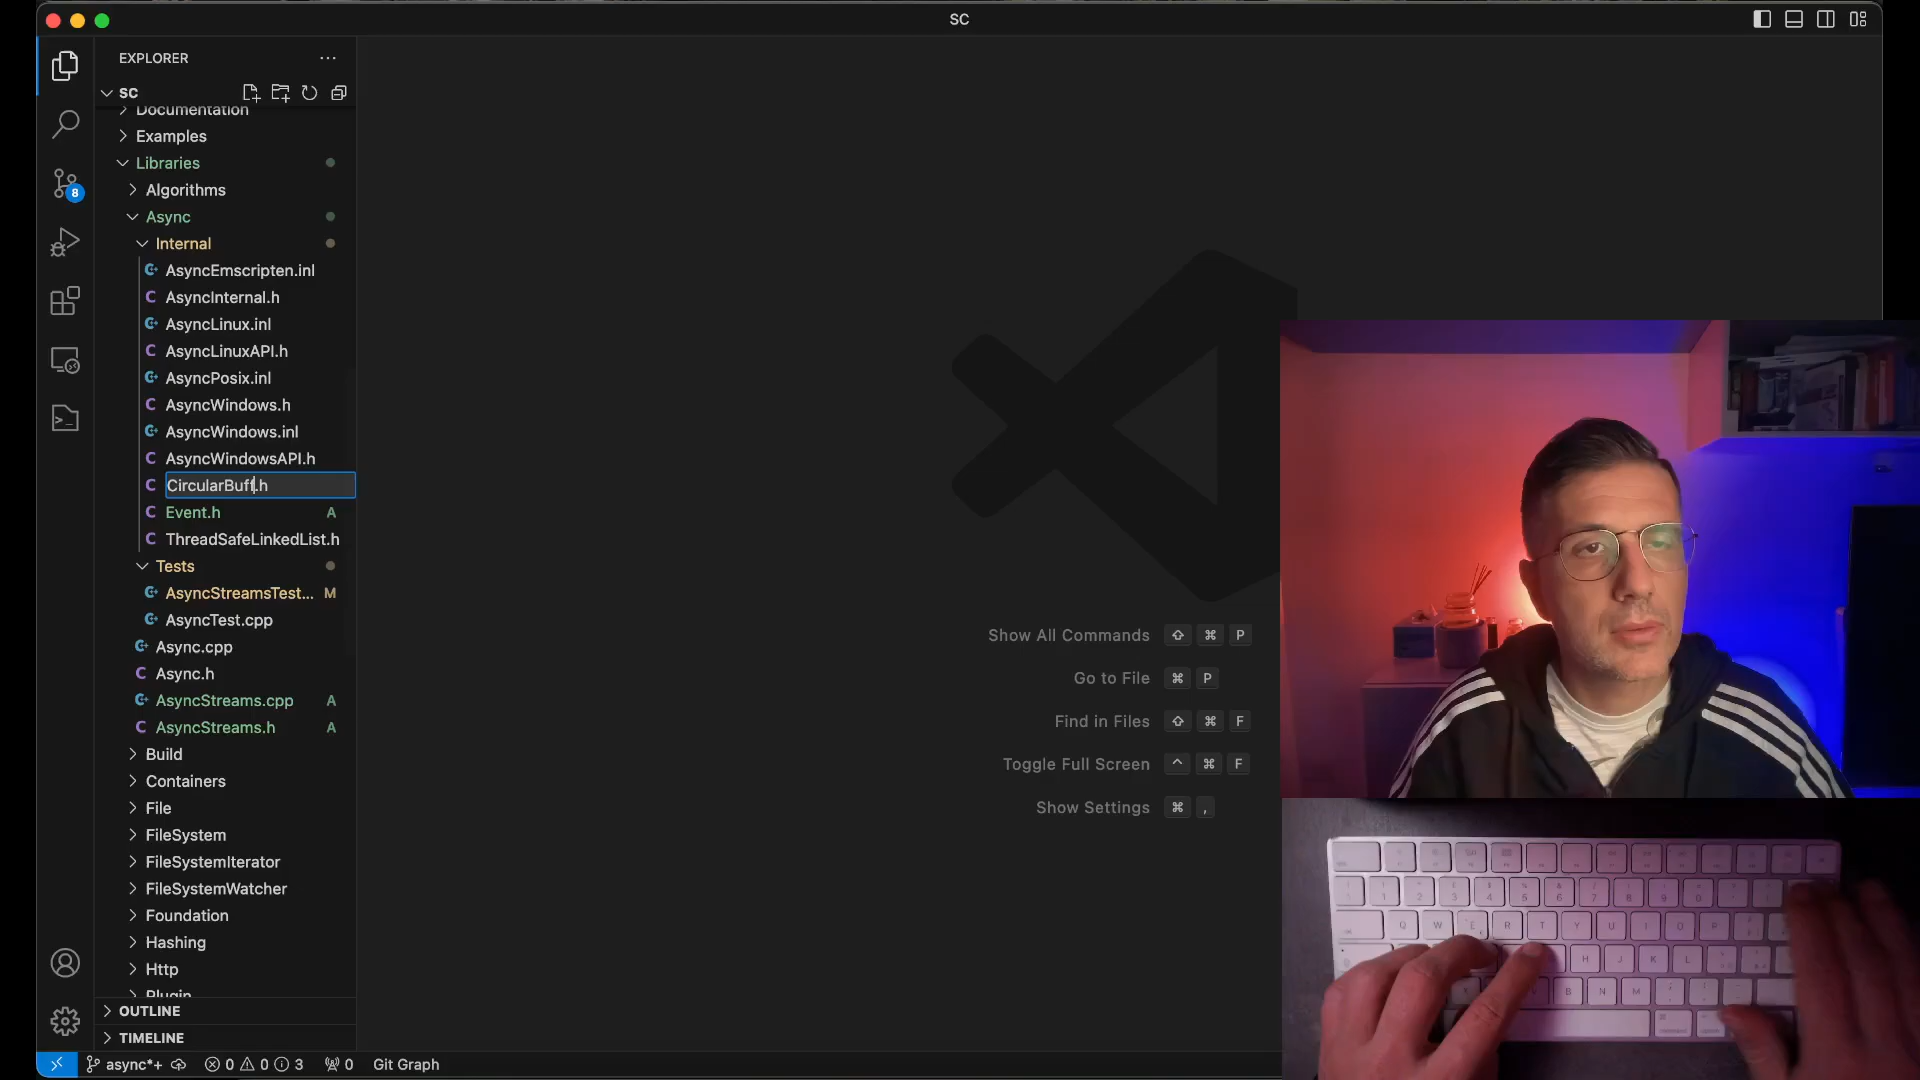 SC
EXPLORER
SC
Documentation
Examples
Libraries
Algorithms
Async
Internal
AsyncEmscripten.inl
AsyncInternal.h
AsyncLinux.inl
AsyncLinuxAPI.h
AsyncPosix.inl
AsyncWindows.h
AsyncWindows.inl
AsyncWindowsAPI.h
CircularBuff.h
Event.h A
ThreadSafeLinkedList.h
Tests
AsyncStreamsTest... M
AsyncTest.cpp
Async.cpp
Async.h
AsyncStreams.cpp A
AsyncStreams.h A
Build
Containers
File
FileSystem
FileSystemIterator
FileSystemWatcher
Foundation
Hashing
Http
Plugin
OUTLINE
TIMELINE
8
Show All Commands ⇧ ⌘ P
Go to File ⌘ P
Find in Files ⇧ ⌘ F
Toggle Full Screen ^ ⌘ F
Show Settings ⌘ ,
async*+ 0 0 3 0 Git Graph